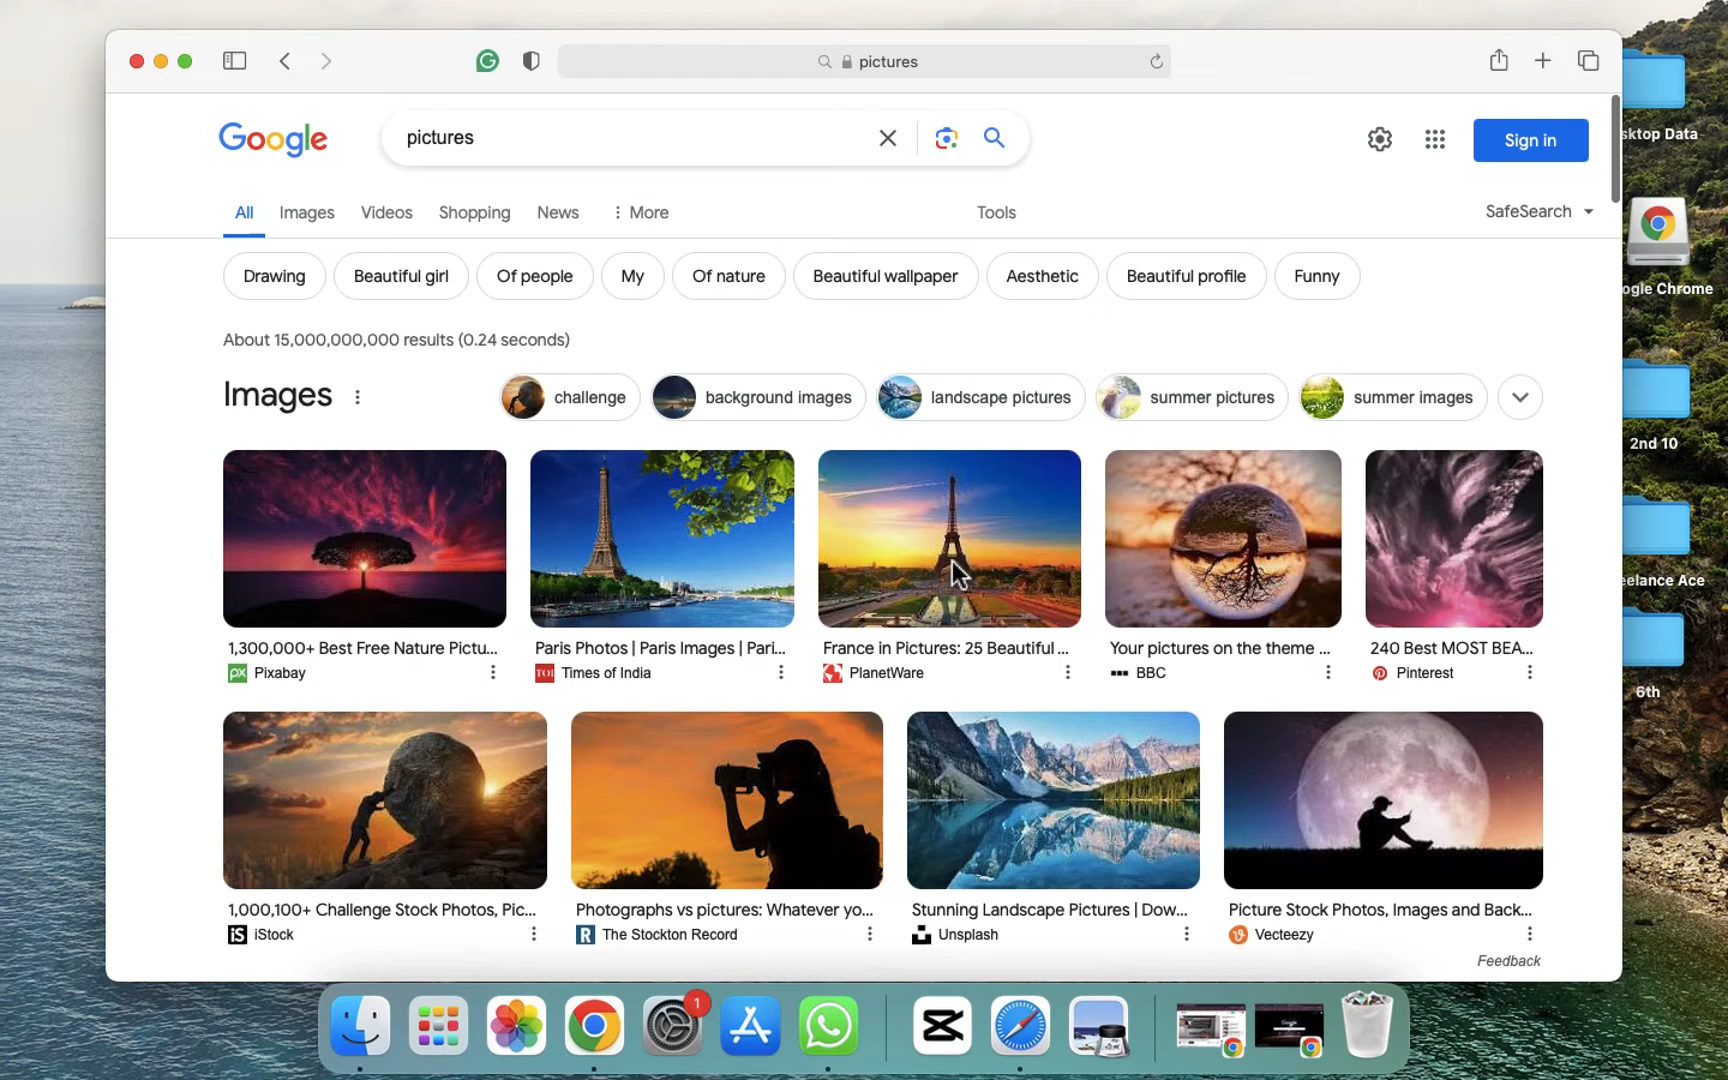 pictures
Google
pictures
Sign in
All Images Videos Shopping News More Tools SafeSearch
Drawing Beautiful girl Of people My Of nature Beautiful wallpaper Aesthetic Beautiful profile Funny
About 15,000,000,000 results (0.24 seconds)
Images challenge background images landscape pictures summer pictures summer images
1,300,000+ Best Free Nature Pictu... Paris Photos | Paris Images | Pari... France in Pictures: 25 Beautiful ... Your pictures on the theme ... 240 Best MOST BEA...
px Pixabay TOI Times of India PlanetWare BBC Pinterest
1,000,100+ Challenge Stock Photos, Pic... Photographs vs pictures: Whatever yo... Stunning Landscape Pictures | Dow... Picture Stock Photos, Images and Back...
iS iStock R The Stockton Record Unsplash Vecteezy
Feedback
sktop Data
ogle Chrome
2nd 10
eelance Ace
6th
1